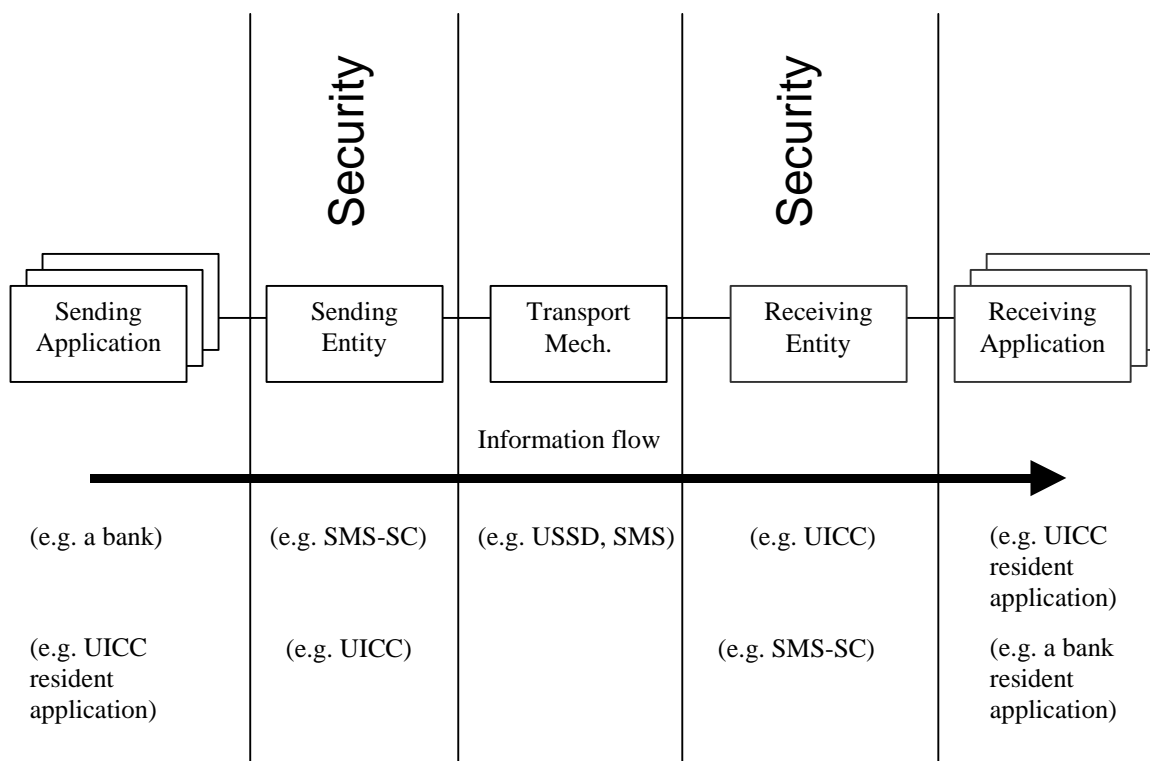 Security
Security
Sending
Application
Sending
Entity
Transport
Mech.
Receiving
Entity
Receiving
Application
Information flow
(e.g. a bank)
(e.g. SMS-SC)
(e.g. USSD, SMS)
(e.g. UICC)
(e.g. UICC
resident
application)
(e.g. UICC
resident
application)
(e.g. UICC)
(e.g. SMS-SC)
(e.g. a bank
resident
application)